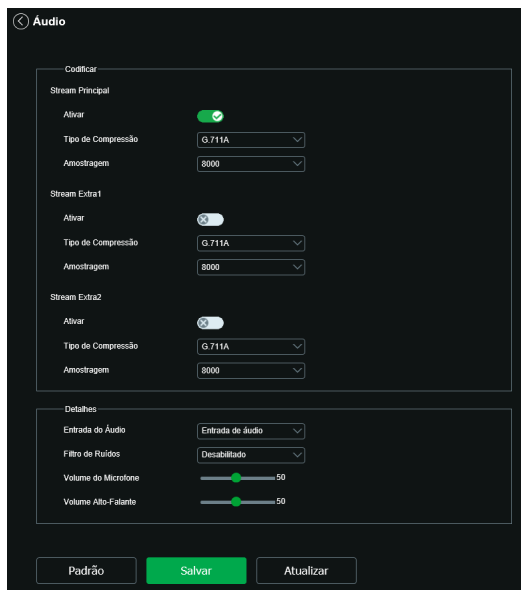 Áudio
Codificar
Stream Principal
Ativar
Tipo de Compressão G.711A
Amostragem 8000
Stream Extra1
Ativar
Tipo de Compressão G.711A
Amostragem 8000
Stream Extra2
Ativar
Tipo de Compressão G.711A
Amostragem 8000
Detalhes
Entrada do Áudio Entrada de áudio
Filtro de Ruídos Desabilitado
Volume do Microfone 50
Volume Alto-Falante 50
Padrão Salvar Atualizar